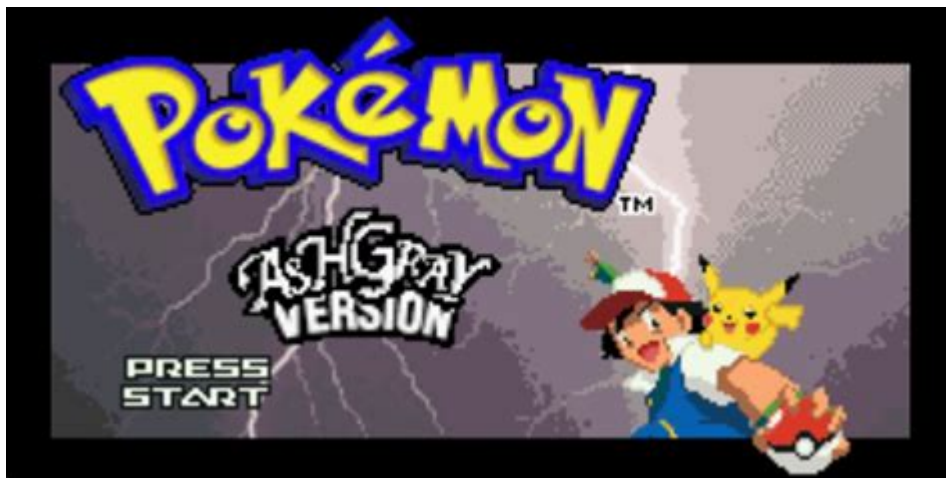 POKéMON
TM
ASHGRAY
VERSION
PRESS
START